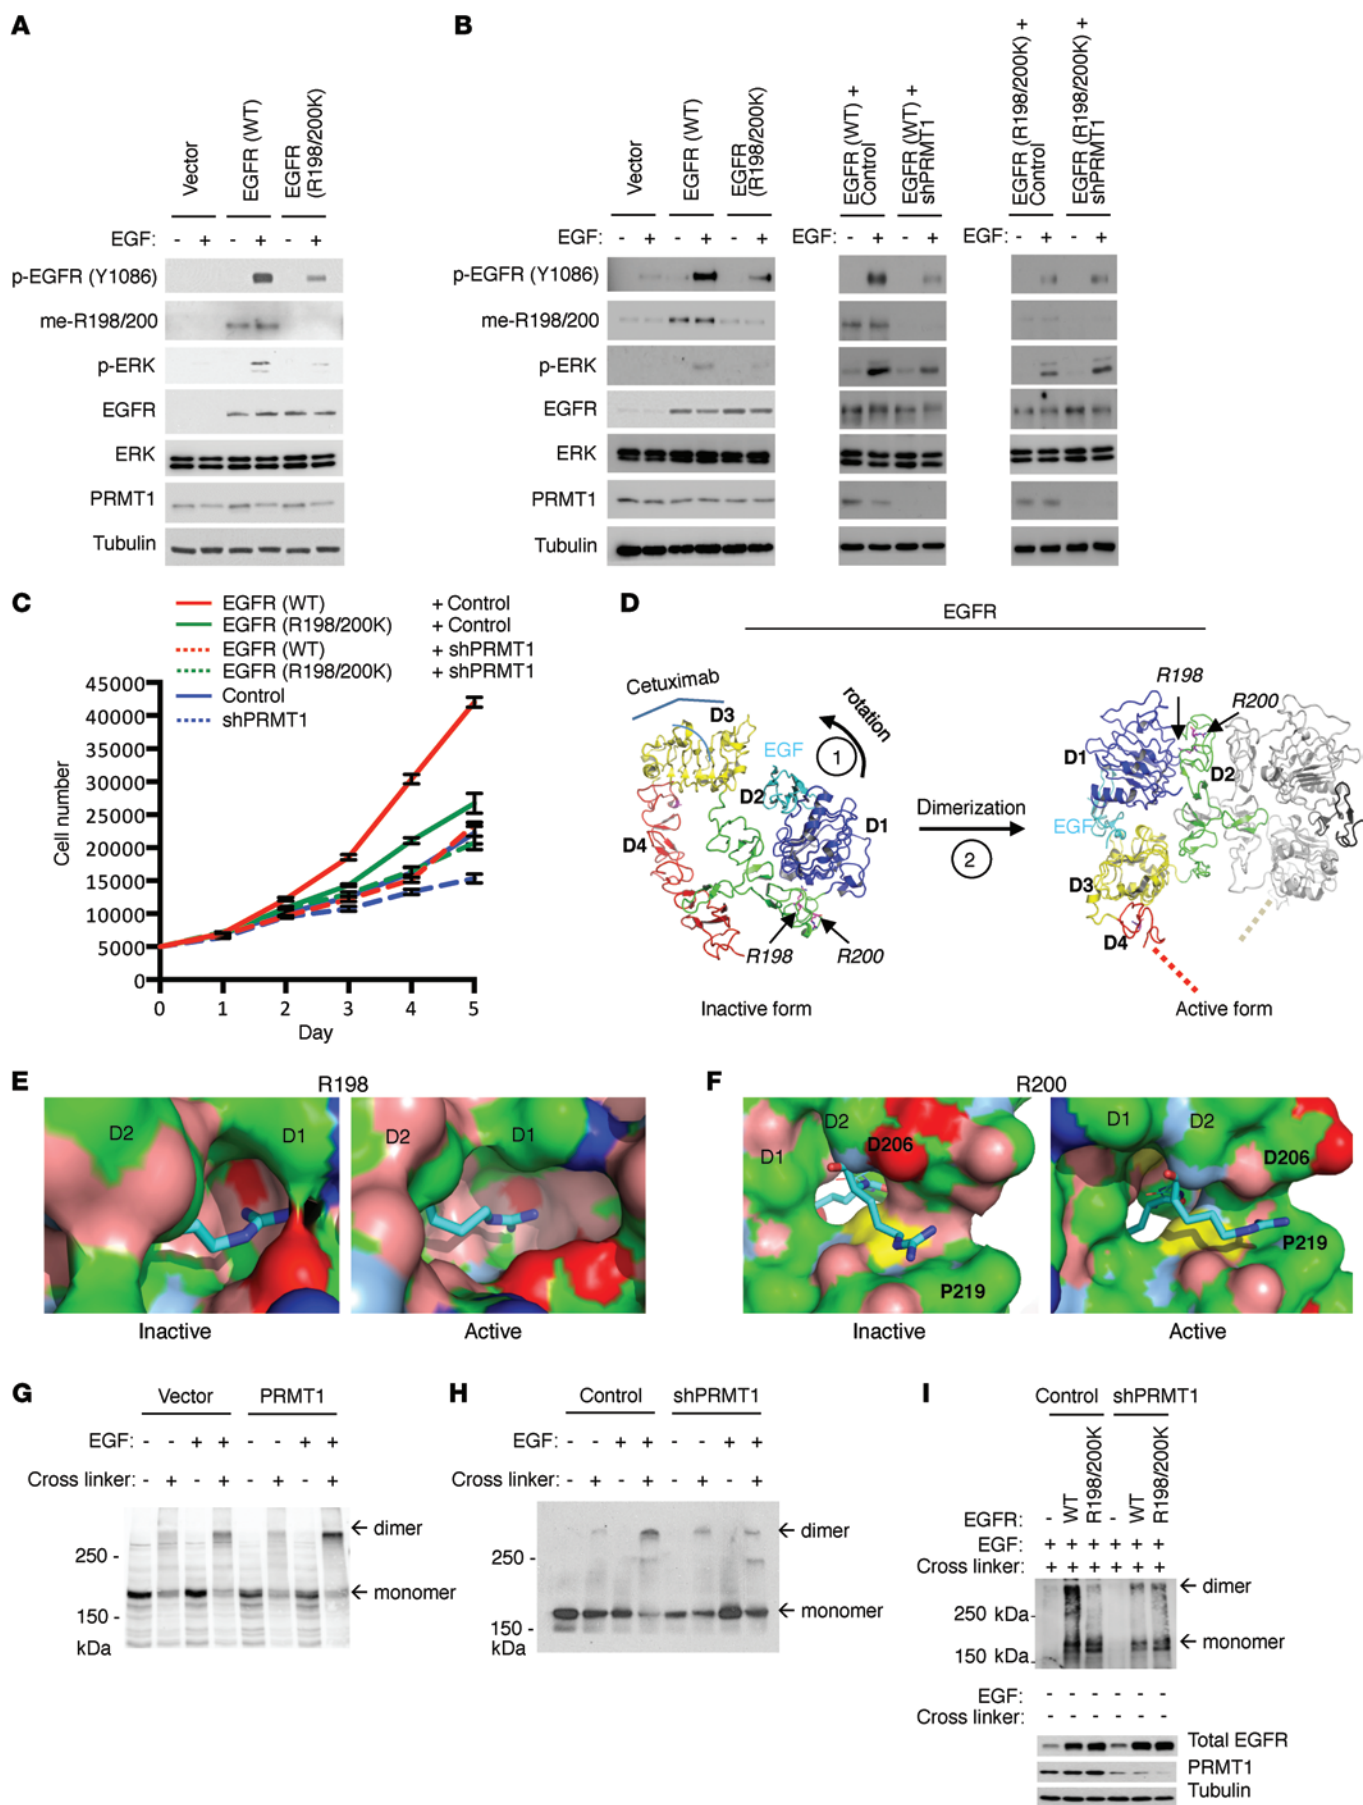 A
Vector
EGFR (WT)
EGFR
(R198/200K)
EGF: - + - + - +
p-EGFR (Y1086)
me-R198/200
p-ERK
EGFR
ERK
PRMT1
Tubulin
B
Vector
EGFR (WT)
EGFR
(R198/200K)
EGFR (WT) +
Control
EGFR (WT) +
shPRMT1
EGFR (R198/200K) +
Control
EGFR (R198/200K) +
shPRMT1
EGF: - + - + - +
EGF: - + - +
EGF: - + - +
p-EGFR (Y1086)
me-R198/200
p-ERK
EGFR
ERK
PRMT1
Tubulin
C
EGFR (WT) + Control
EGFR (R198/200K) + Control
EGFR (WT) + shPRMT1
EGFR (R198/200K) + shPRMT1
Control
shPRMT1
Cell number
45000
40000
35000
30000
25000
20000
15000
10000
5000
0
0 1 2 3 4 5
Day
D
EGFR
Cetuximab
D3
EGF
D2
D1
D4
rotation
1
R198
R200
Inactive form
Dimerization
2
R198
R200
D1
D2
EGF
D3
D4
Active form
E
R198
D2 D1
D2 D1
Inactive Active
F
R200
D1
D2
D206
P219
D1
D2
D206
P219
Inactive Active
G
Vector PRMT1
EGF: - - + + - - + +
Cross linker: - + - + - + - +
dimer
250 -
monomer
150 -
kDa
H
Control shPRMT1
EGF: - - + + - - + +
Cross linker: - + - + - + - +
dimer
250 -
monomer
150 -
kDa
I
Control shPRMT1
EGFR: - WT R198/200K - WT R198/200K
EGF: + + + + + +
Cross linker: + + + + + +
dimer
250 kDa
monomer
150 kDa
EGF: - - - - - -
Cross linker: - - - - - -
Total EGFR
PRMT1
Tubulin